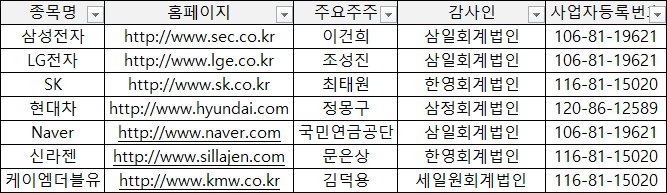 종목명 홈페이지 주요주주 감사인 사업자등록번호
삼성전자 http://www.sec.co.kr 이건희 삼일회계법인 106-81-19621
LG전자 http://www.lge.co.kr 조성진 삼일회계법인 106-81-19621
SK http://www.sk.co.kr 최태원 한영회계법인 116-81-15020
현대차 http://www.hyundai.com 정몽구 삼정회계법인 120-86-12589
Naver http://www.naver.com 국민연금공단 삼일회계법인 106-81-19621
신라젠 http://www.sillajen.com 문은상 한영회계법인 116-81-15020
케이엠더블유 http://www.kmw.co.kr 김덕용 세일원회계법인 116-81-15020